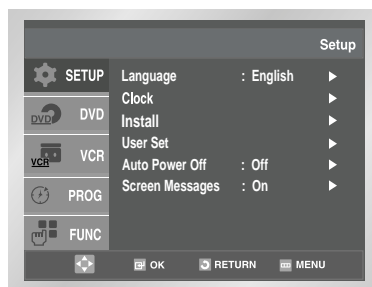 Setup
SETUP
DVD
DVD
VCR
VCR
PROG
FUNC
Language : English
Clock
Install
User Set
Auto Power Off : Off
Screen Messages : On
OK RETURN MENU